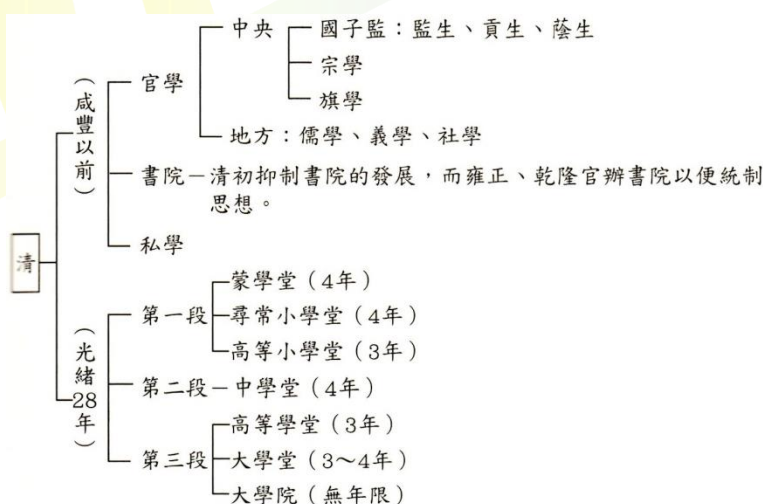 清
（咸豐以前）
官學
中央
國子監：監生、貢生、蔭生
宗學
旗學
地方：儒學、義學、社學
書院－清初抑制書院的發展，而雍正、乾隆官辦書院以便統制
思想。
私學
（光緒28年）
第一段
蒙學堂（4年）
尋常小學堂（4年）
高等小學堂（3年）
第二段－中學堂（4年）
第三段
高等學堂（3年）
大學堂（3～4年）
大學院（無年限）